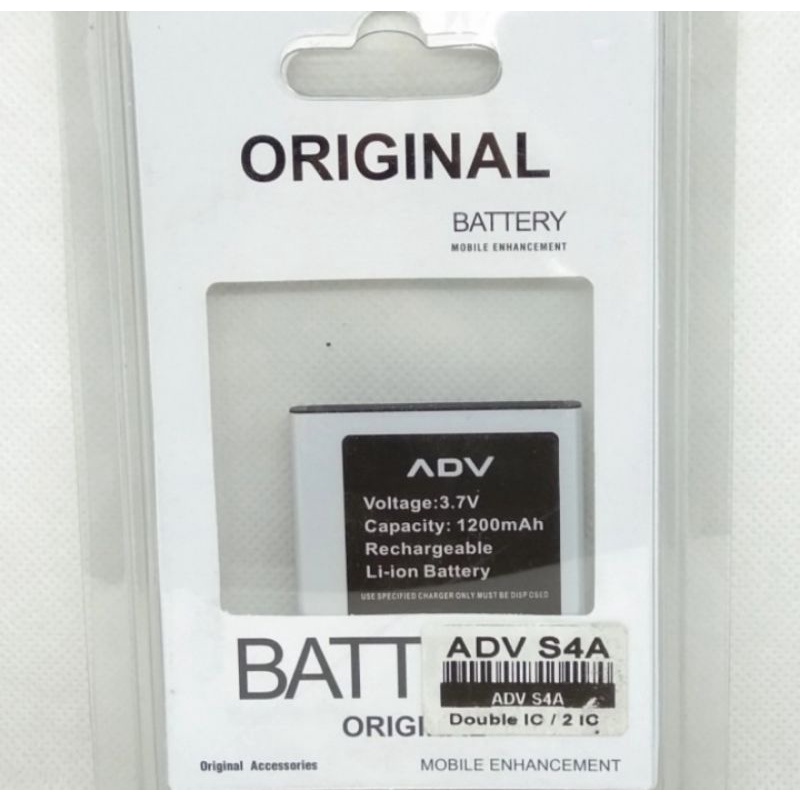 ORIGINAL
BATTERY
MOBILE ENHANCEMENT
ADV
Voltage:3.7V
Capacity: 1200mAh
Rechargeable
Li-ion Battery
USE SPECIFIED CHARGER ONLY MUST BE DISPOSED
BATT
ADV S4A
ADV S4A
Double IC / 2 IC
Original Accessories
MOBILE ENHANCEMENT